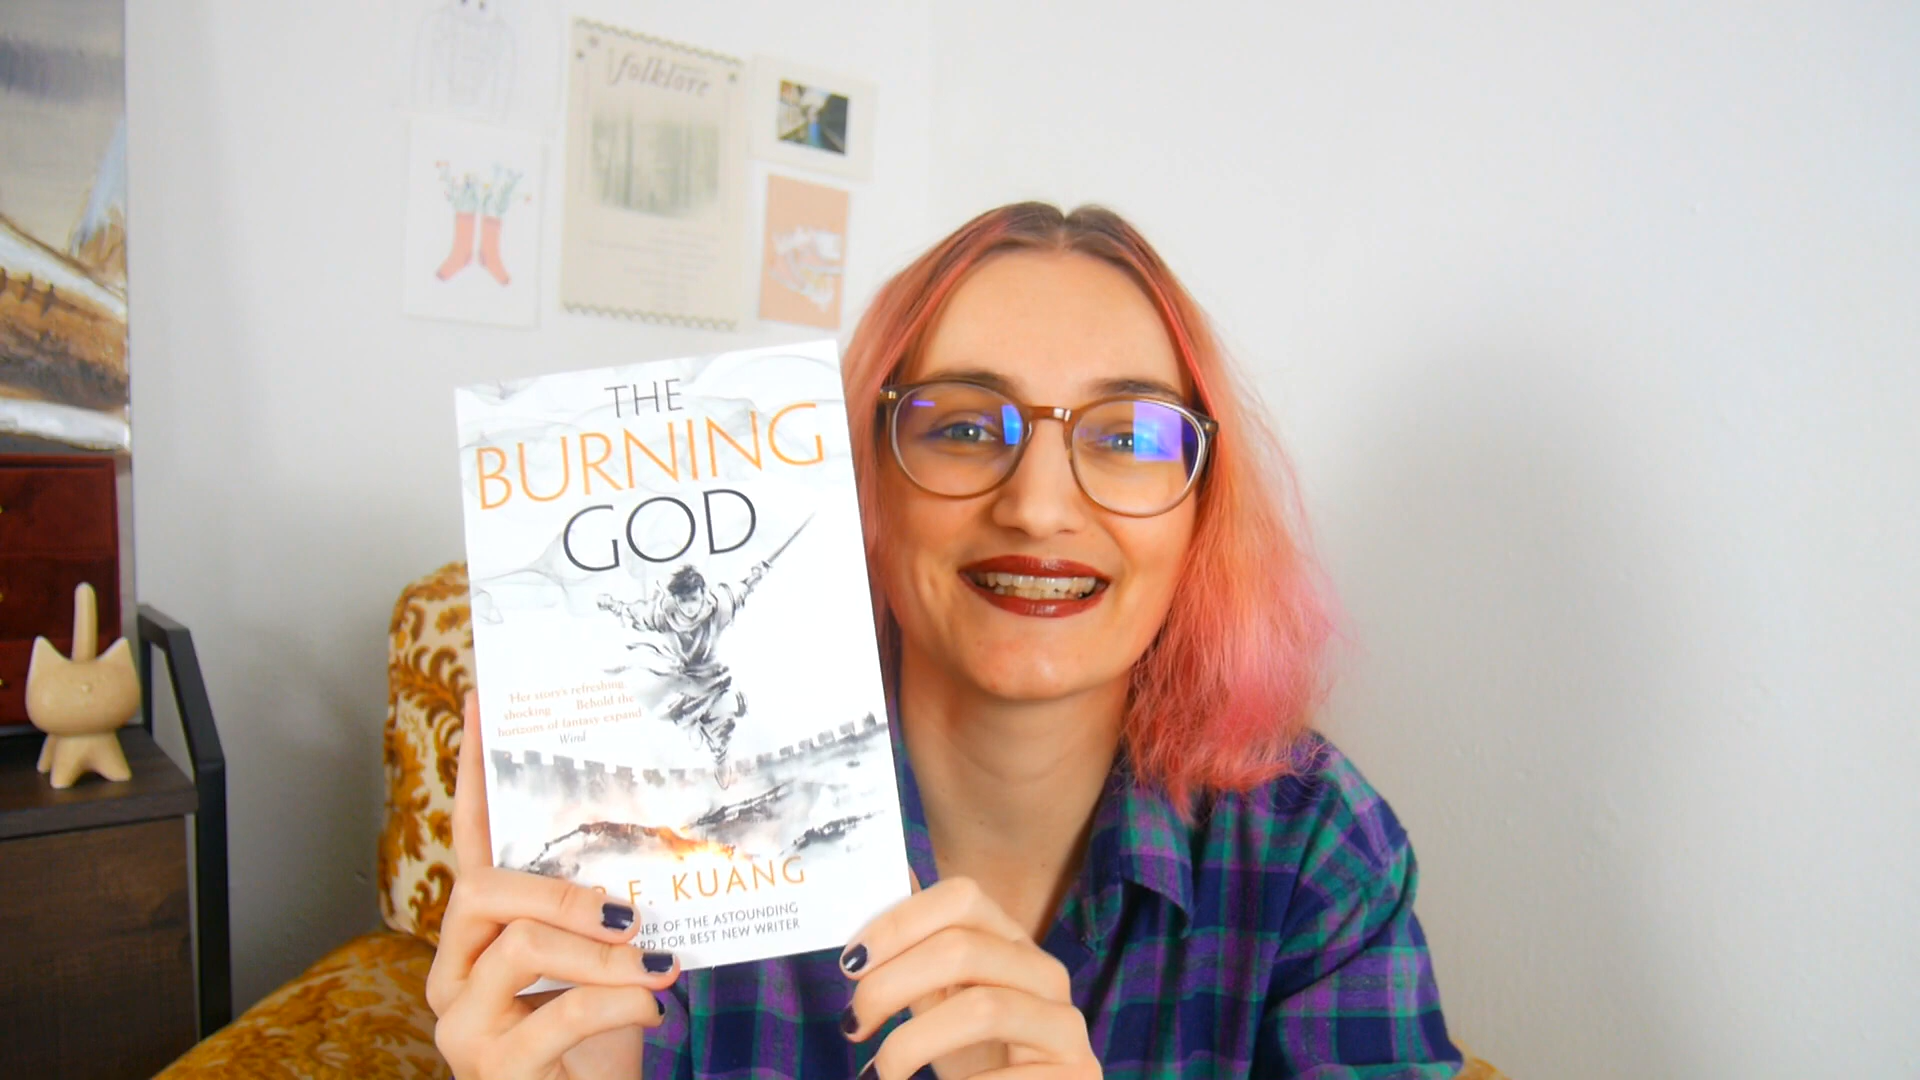 folklore
THE
BURNING
GOD
Her story's refreshing
shocking Behold the
horizons of fantasy expand
Wired
F. KUANG
NER OF THE ASTOUNDING
ARD FOR BEST NEW WRITER